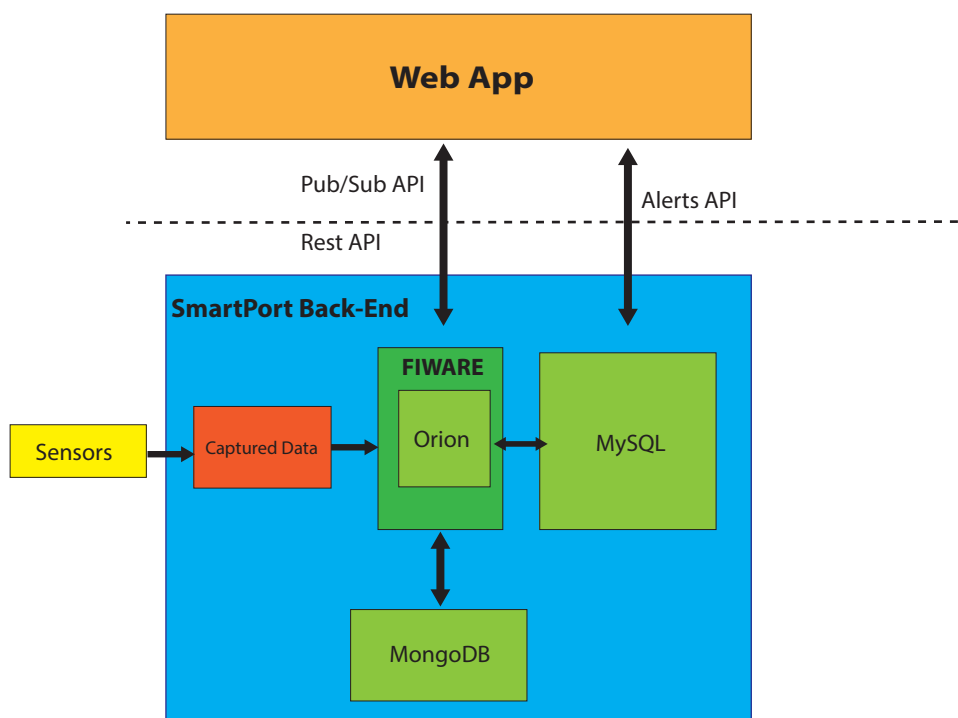 Web App
Pub/Sub API
Alerts API
Rest API
SmartPort Back-End
FIWARE
Orion
MySQL
Captured Data
Sensors
MongoDB